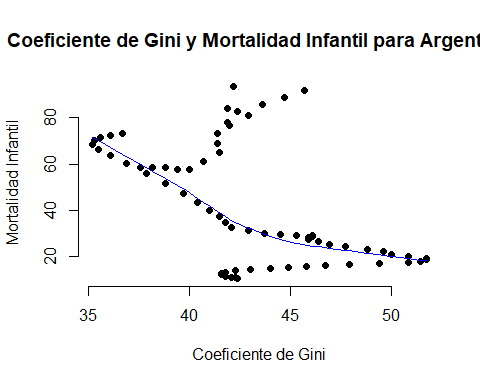 Coeficiente de Gini y Mortalidad Infantil para Argent
80
60
40
20
Mortalidad Infantil
35 40 45 50
Coeficiente de Gini